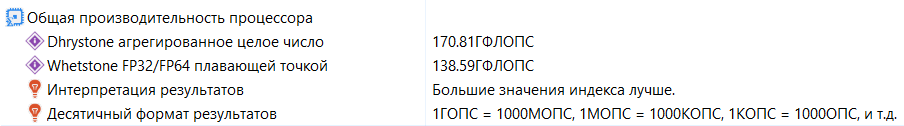 Общая производительность процессора
Dhrystone агрегированное целое число 170.81ГФЛОПС
Whetstone FP32/FP64 плавающей точкой 138.59ГФЛОПС
Интерпретация результатов Большие значения индекса лучше.
Десятичный формат результатов 1ГОПС = 1000МОПС, 1МОПС = 1000КОПС, 1КОПС = 1000ОПС, и т.д.